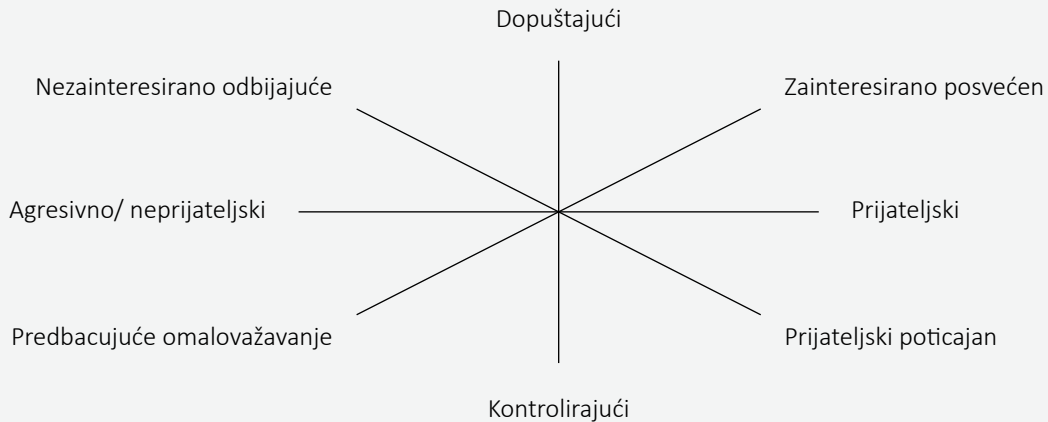 Dopuštajući
Nezainteresirano odbijajuće
Zainteresirano posvećen
Agresivno/ neprijateljski
Prijateljski
Predbacujuće omalovažavanje
Prijateljski poticajan
Kontrolirajući